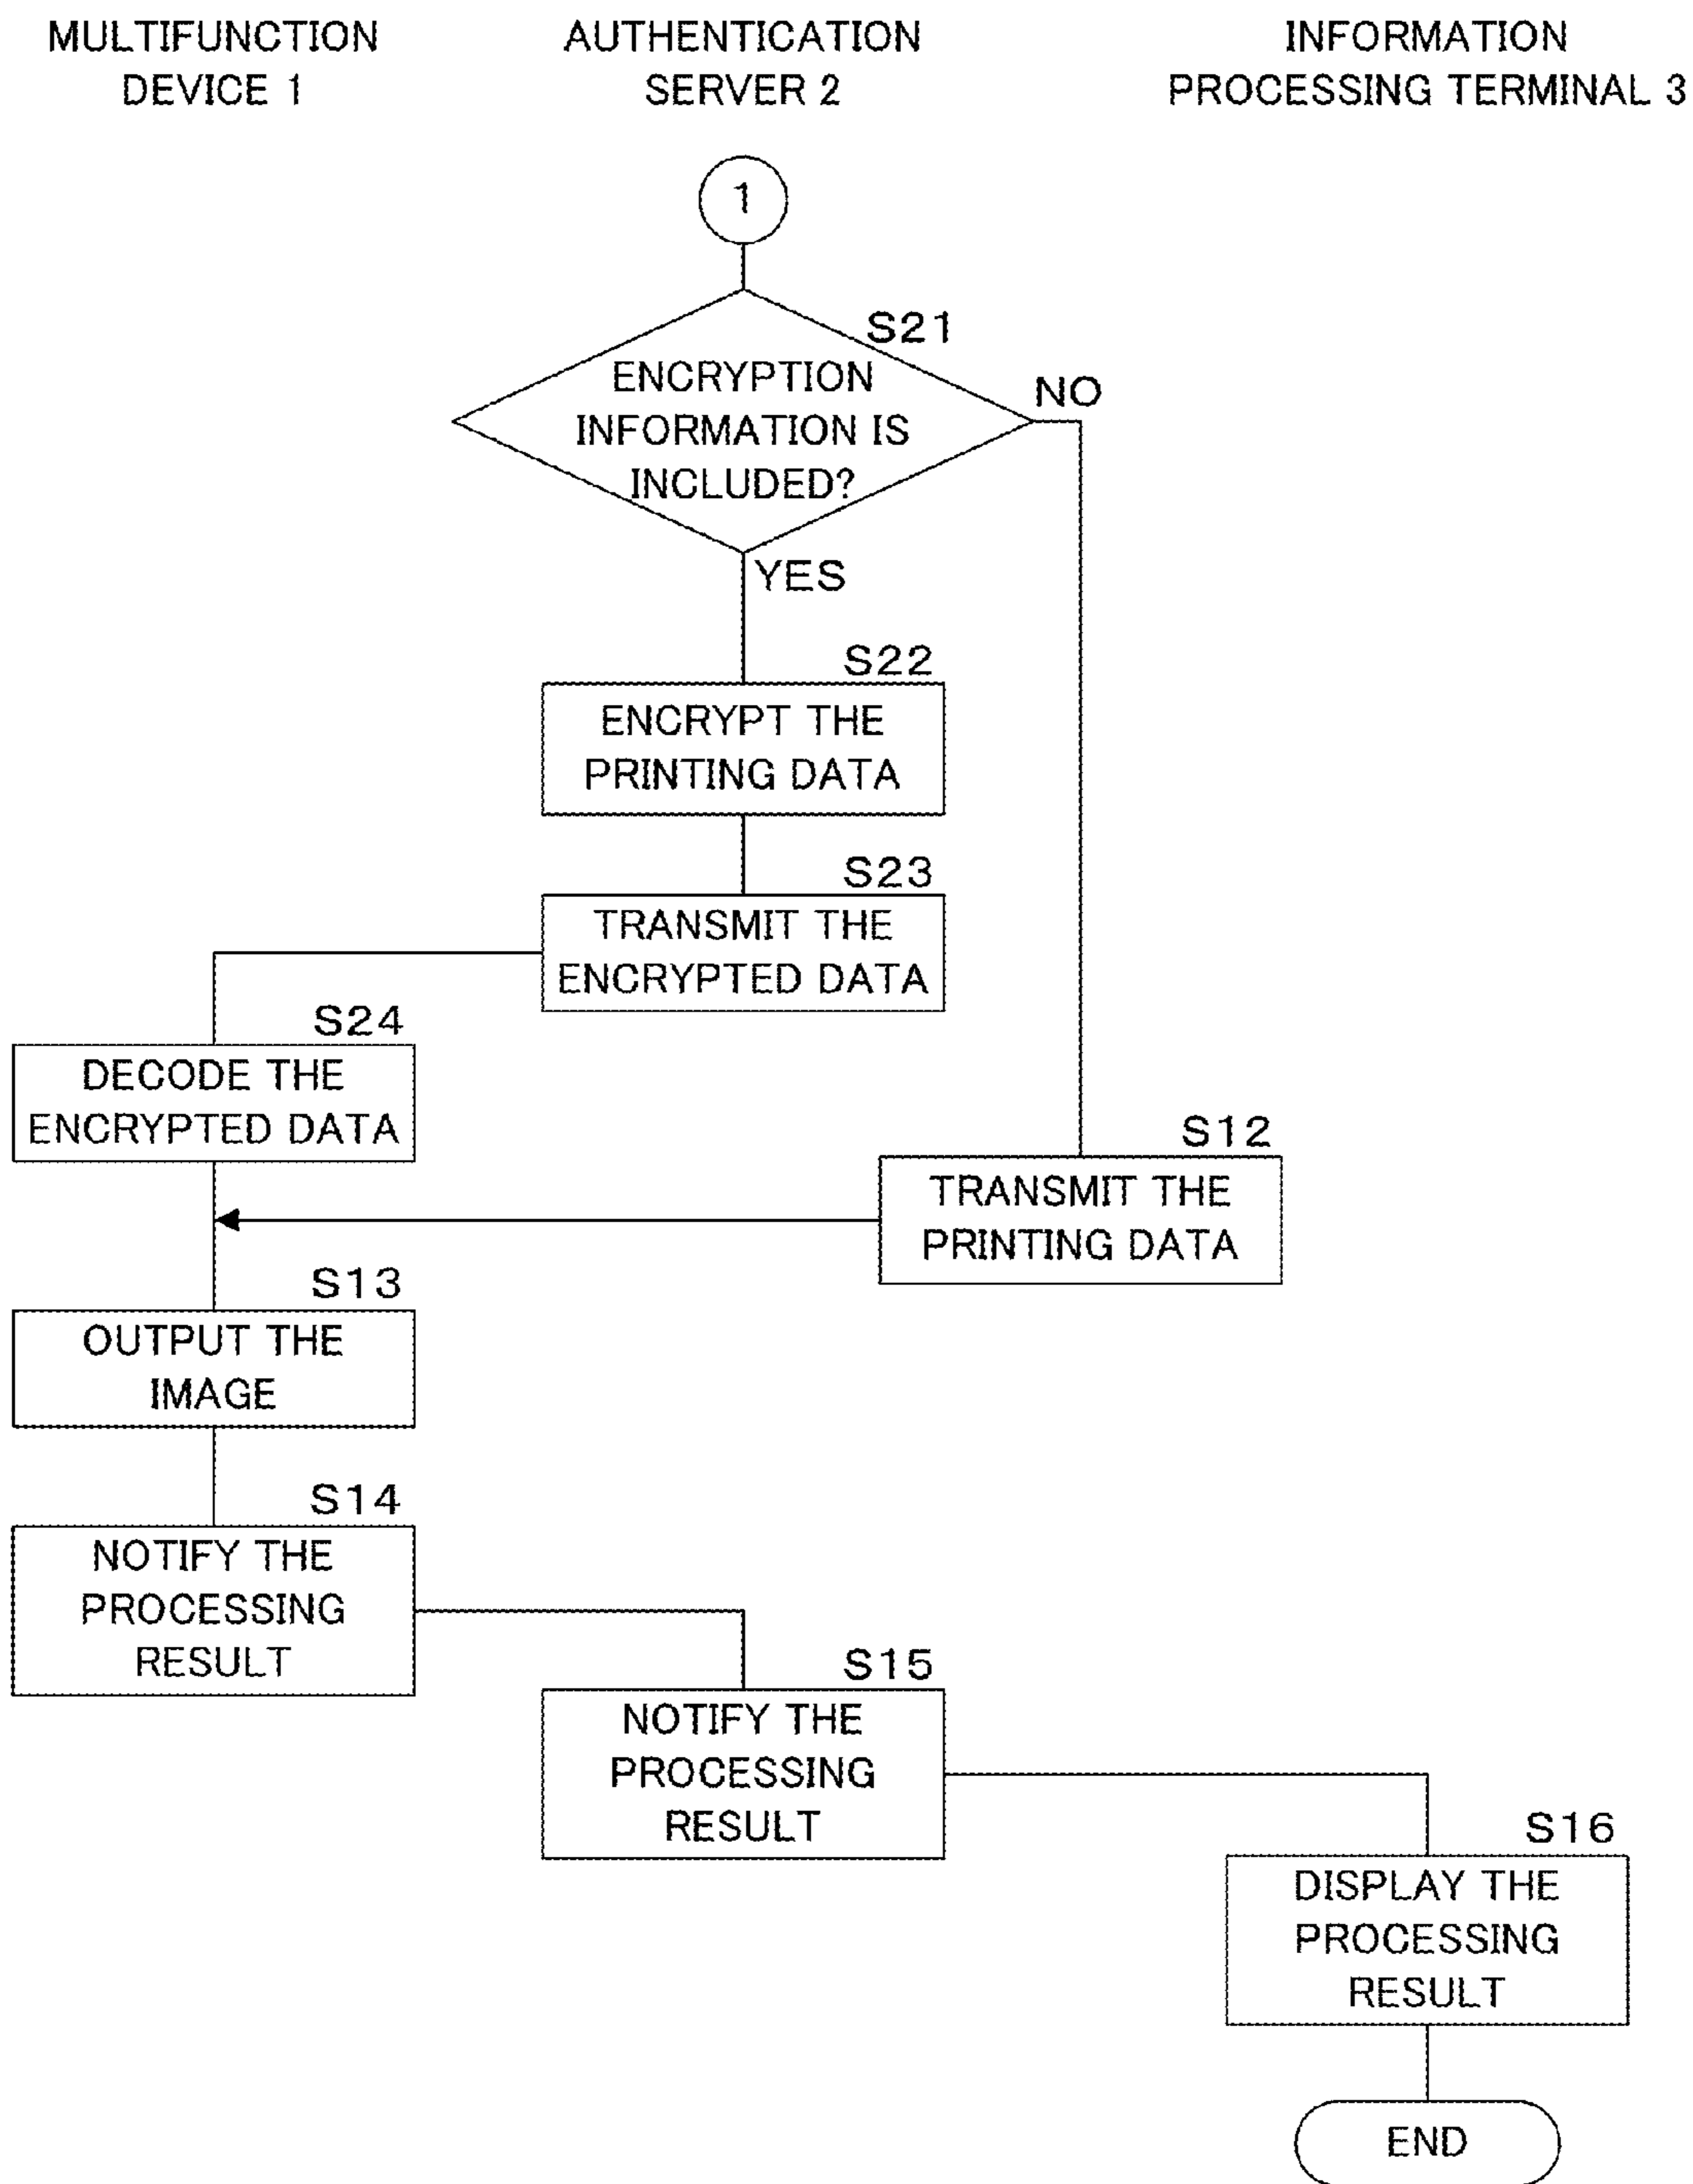 MULTIFUNCTION
DEVICE 1
AUTHENTICATION
SERVER 2
INFORMATION
PROCESSING TERMINAL 3
1
S21
ENCRYPTION
INFORMATION IS
INCLUDED?
NO
YES
S22
ENCRYPT THE
PRINTING DATA
S23
TRANSMIT THE
ENCRYPTED DATA
S24
DECODE THE
ENCRYPTED DATA
S12
TRANSMIT THE
PRINTING DATA
S13
OUTPUT THE
IMAGE
S14
NOTIFY THE
PROCESSING
RESULT
S15
NOTIFY THE
PROCESSING
RESULT
S16
DISPLAY THE
PROCESSING
RESULT
END